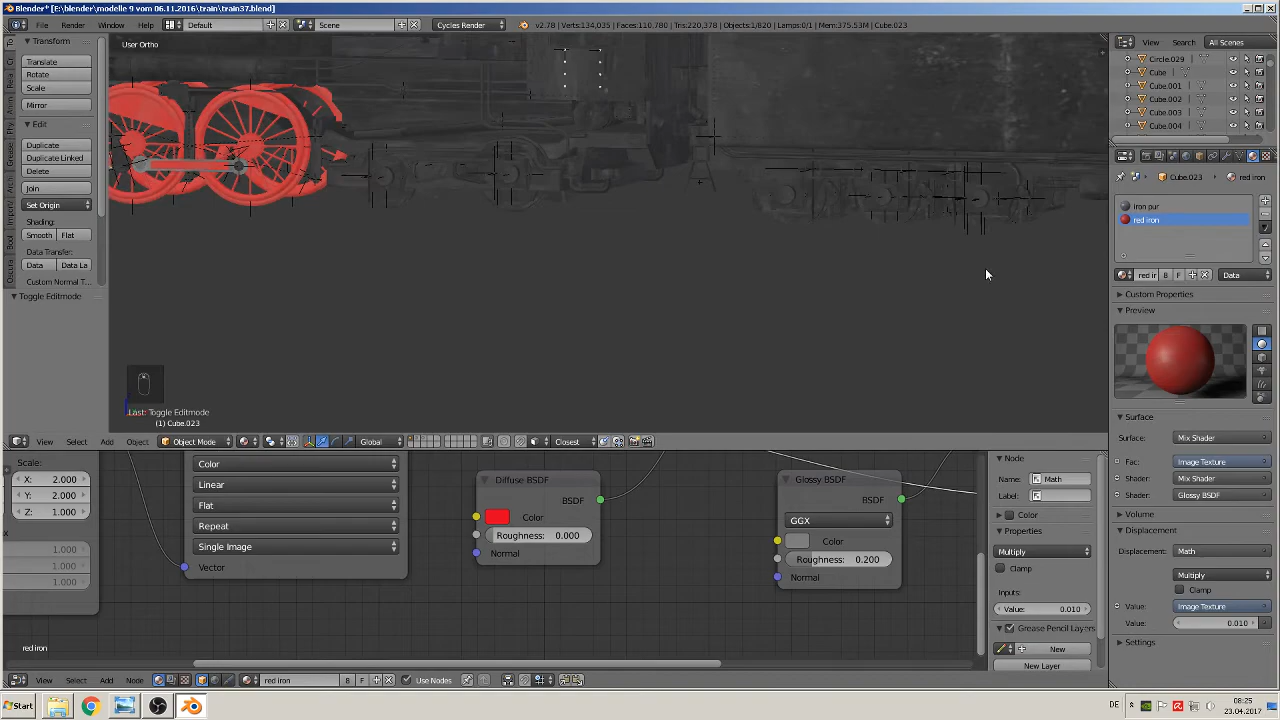 Blender* [E:\blender\modelle 9 vom 06.11.2016\train\train37.blend]
File Render Window Help Default Scene Cycles Render v2.78 | Verts:134,035 | Faces:110,780 | Tris:220,378 | Objects:1/820 | Lamps:0/1 | Mem:375.53M | Cube.023
Transform
Translate
Rotate
Scale
Mirror
Edit
Duplicate
Duplicate Linked
Delete
Join
Set Origin
Shading:
Smooth Flat
Data Transfer:
Data Data La
Custom Normal T...
Toggle Editmode
User Ortho
Last: Toggle Editmode
(1) Cube.023
View Select Add Object Object Mode Global Closest
View Search All Scenes
Circle.029
Cube
Cube.001
Cube.002
Cube.003
Cube.004
Cube.023 red iron
iron pur
red iron
red ir 8 F Data
Custom Properties
Preview
Surface
Surface: Mix Shader
Fac: Image Texture
Shader: Mix Shader
Shader: Glossy BSDF
Volume
Displacement
Displacement: Math
Multiply
Clamp
Value: Image Texture
Value: 0.010
Settings
Scale:
X: 2.000
Y: 2.000
Z: 1.000
1.000
1.000
1.000
Color
Linear
Flat
Repeat
Single Image
Vector
Diffuse BSDF
BSDF
Color
Roughness: 0.000
Normal
Glossy BSDF
BSDF
GGX
Color
Roughness: 0.200
Normal
Node
Name: Math
Label:
Color
Properties
Multiply
Clamp
Inputs:
Value: 0.010
Grease Pencil Layers
New
New Layer
red iron
View Select Add Node red iron 8 F Use Nodes
Start DE 08:25
23.04.2017